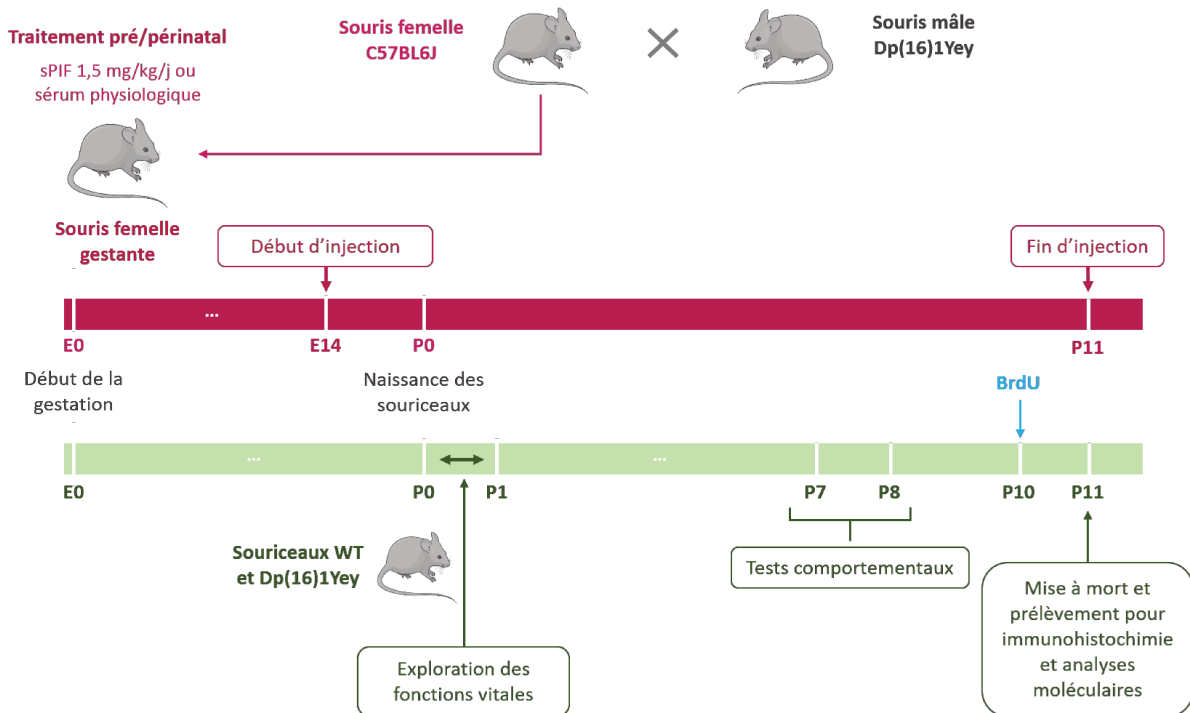 Traitement pré/périnatal
sPIF 1,5 mg/kg/j ou
sérum physiologique
Souris femelle
C57BL6J
Souris mâle
Dp(16)1Yey
Souris femelle
gestante
Début d'injection
Fin d'injection
...
E0
E14
P0
P11
Début de la
gestation
Naissance des
souriceaux
BrdU
...
...
E0
P0
P1
P7
P8
P10
P11
Souriceaux WT
et Dp(16)1Yey
Tests comportementaux
Exploration des
fonctions vitales
Mise à mort et
prélèvement pour
immunohistochimie
et analyses
moléculaires